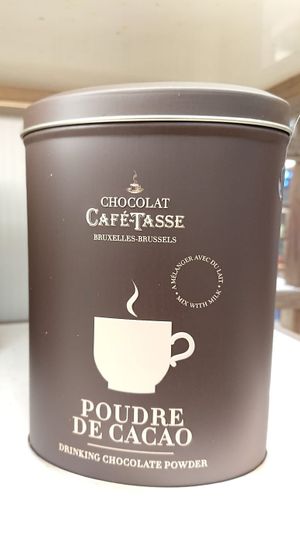 CHOCOLAT
CAFÉ-TASSE
BRUXELLES-BRUSSELS
• A MÉLANGER AVEC DU LAIT •
MIX WITH MILK
POUDRE
DE CACAO
DRINKING CHOCOLATE POWDER